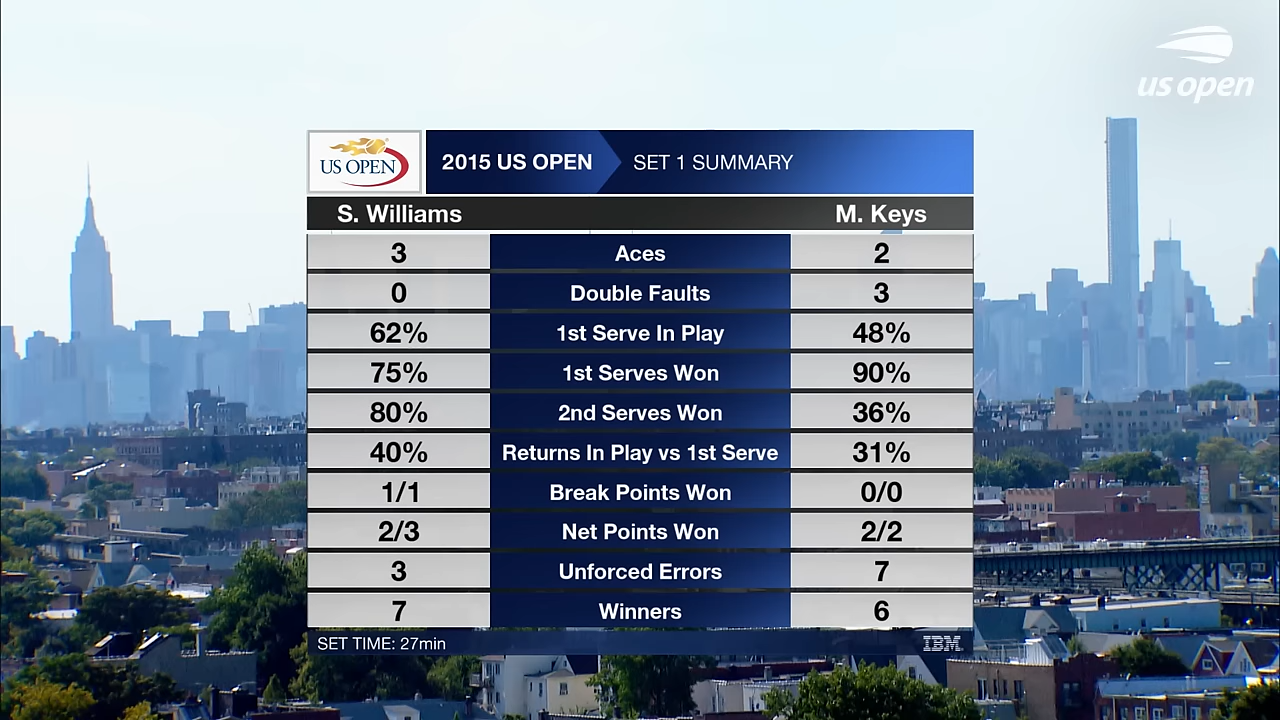 us open
US OPEN
2015 US OPEN SET 1 SUMMARY
S. Williams M. Keys
3 Aces 2
0 Double Faults 3
62% 1st Serve In Play 48%
75% 1st Serves Won 90%
80% 2nd Serves Won 36%
40% Returns In Play vs 1st Serve 31%
1/1 Break Points Won 0/0
2/3 Net Points Won 2/2
3 Unforced Errors 7
7 Winners 6
SET TIME: 27min IBM